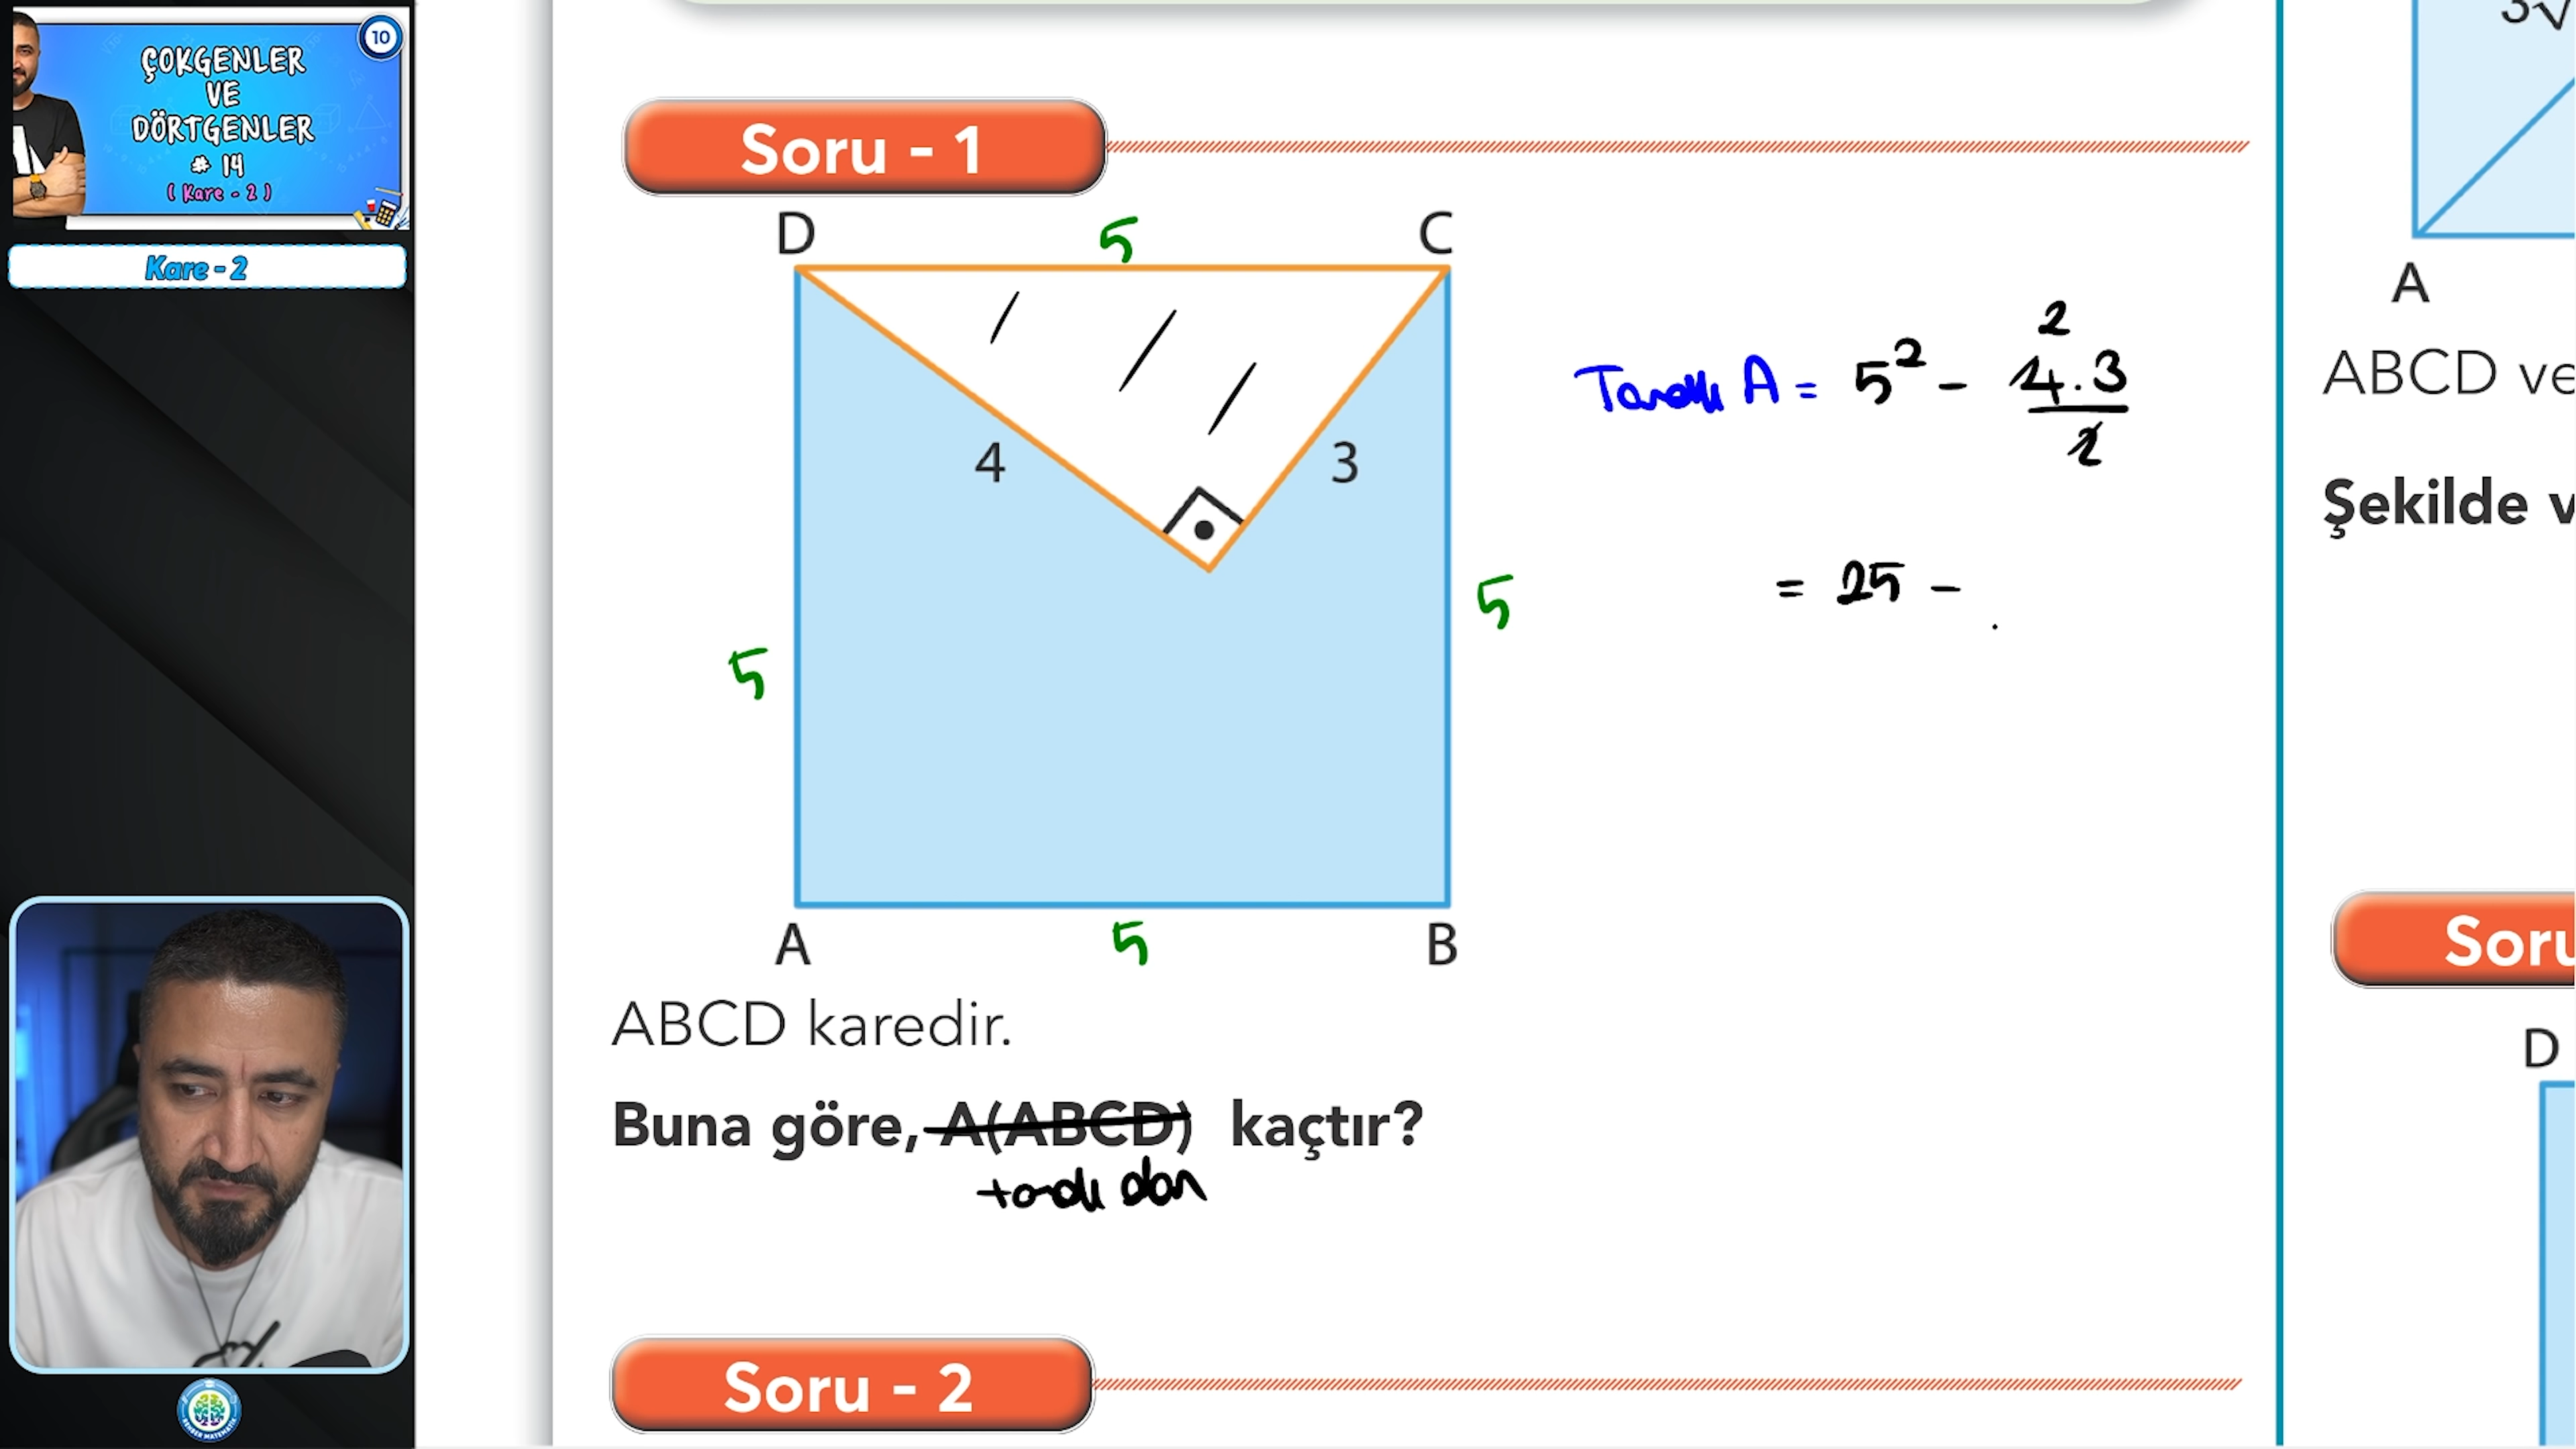 10
ÇOKGENLER
VE
DÖRTGENLER
# 14
( Kare - 2 )
Kare - 2
Soru - 1
D 5 C
4 3
5 5
A 5 B
Taralı A = 5² - 4.3
2
2
= 25 -
ABCD karedir.
Buna göre, A(ABCD) kaçtır?
taralı alan
Soru - 2
3√
A
ABCD ve
Şekilde v
Soru
D